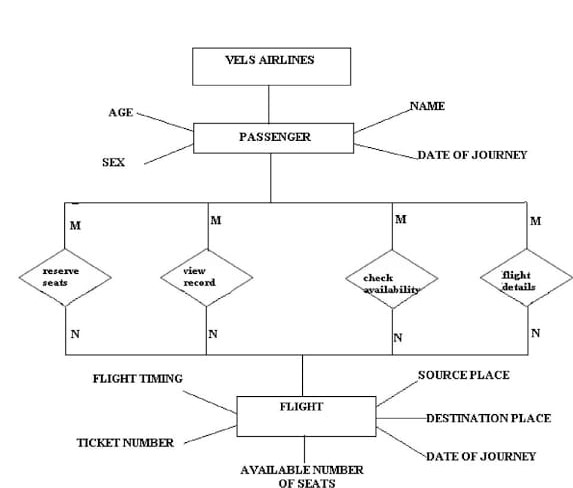 VELS AIRLINES
AGE
NAME
PASSENGER
SEX
DATE OF JOURNEY
M
M
M
M
reserve
seats
view
record
check
availability
flight
details
N
N
N
N
FLIGHT TIMING
SOURCE PLACE
FLIGHT
DESTINATION PLACE
TICKET NUMBER
DATE OF JOURNEY
AVAILABLE NUMBER
OF SEATS